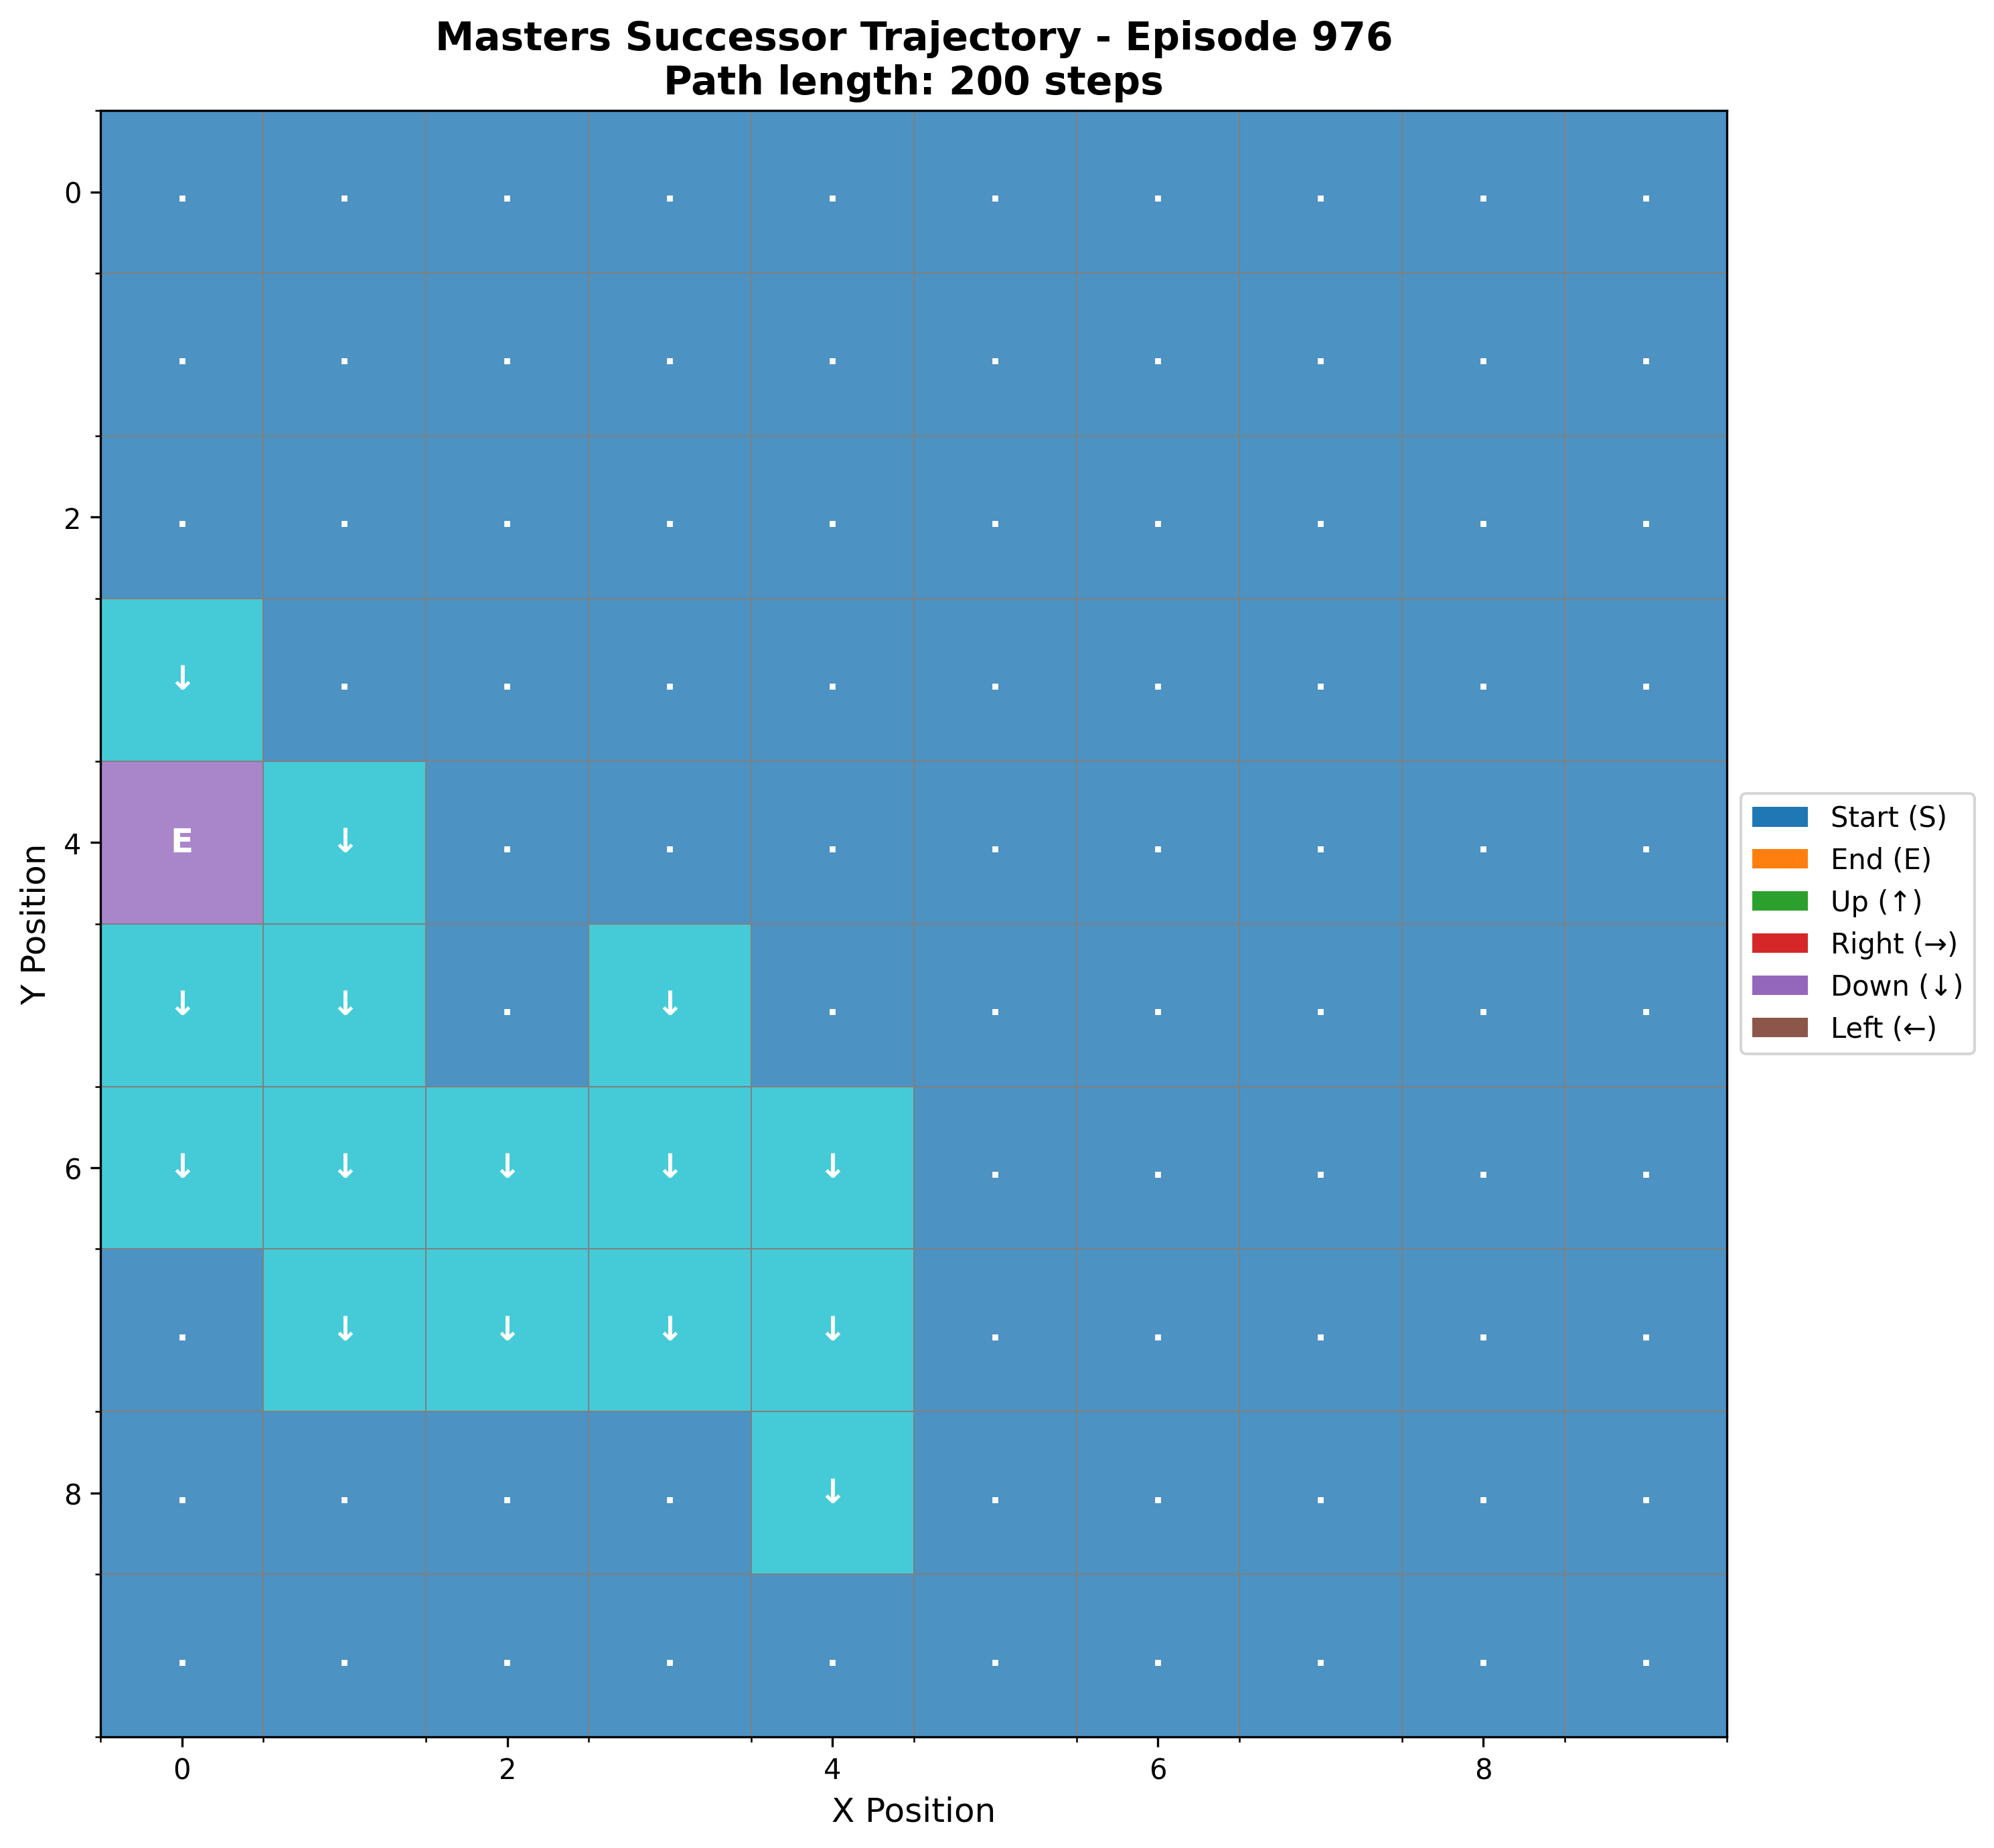 Masters Successor Trajectory - Episode 976
Path length: 200 steps
0 . . . . . . . . . .
. . . . . . . . . .
2 . . . . . . . . . .
↓ . . . . . . . . .
4 E ↓ . . . . . . . .
↓ ↓ . ↓ . . . . . .
6 ↓ ↓ ↓ ↓ ↓ . . . . .
. ↓ ↓ ↓ ↓ . . . . .
8 . . . . ↓ . . . . .
. . . . . . . . . .
0 2 4 6 8
X Position
Y Position
Start (S)
End (E)
Up (↑)
Right (→)
Down (↓)
Left (←)